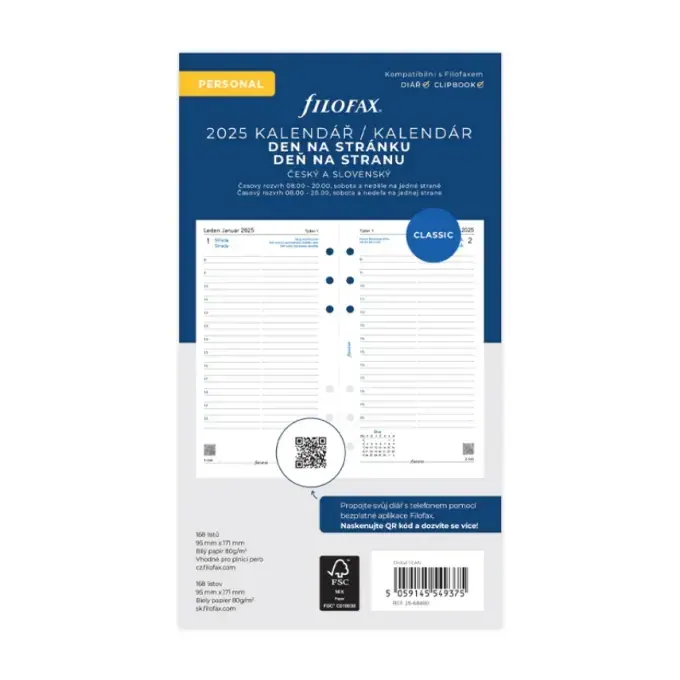 PERSONAL
Kompatibilní s Filofaxem
DIÁŘ CLIPBOOK
FILOFAX
2025 KALENDÁŘ / KALENDÁR
DEN NA STRÁNKU
DEŇ NA STRANU
ČESKÝ A SLOVENSKÝ
Časový rozvrh 08.00 - 20.00, sobota a neděle na jedné straně
Časový rozvrh 08.00 - 20.00, sobota a nedeľa na jednej strane
CLASSIC
Leden Január 2025
1
Středa
Streda
2025
2
Propojte svůj diář s telefonem pomocí
bezplatné aplikace Filofax.
Naskenujte QR kód a dozvíte se více!
168 listů
95 mm x 171 mm
Bílý papír 80g/m²
Vhodné pro plnicí pero
cz.filofax.com
168 listov
95 mm x 171 mm
Biely papier 80g/m²
sk.filofax.com
FSC
MIX
Paper
5 059145 549375